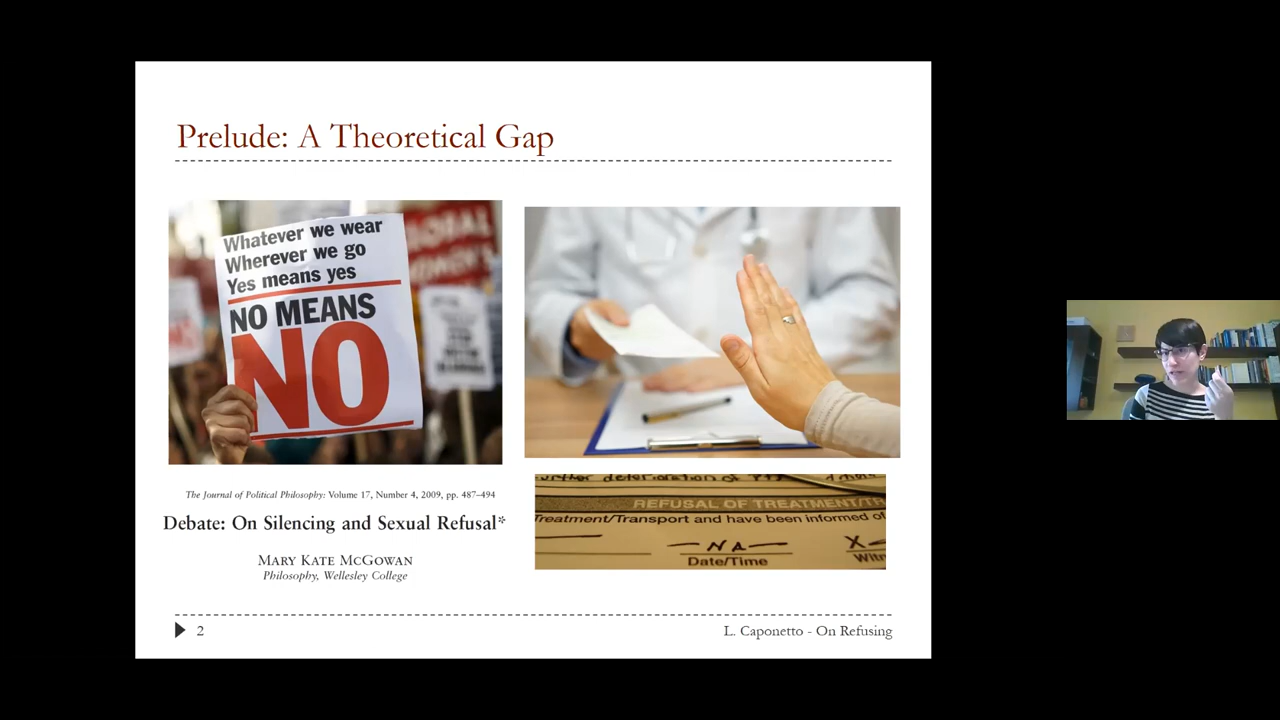 Prelude: A Theoretical Gap
Whatever we wear
Wherever we go
Yes means yes
NO MEANS
NO
The Journal of Political Philosophy: Volume 17, Number 4, 2009, pp. 487–494
Debate: On Silencing and Sexual Refusal*
MARY KATE MCGOWAN
Philosophy, Wellesley College
further deterioration of
REFUSAL OF TREATMENT/
Treatment/Transport and have been informed of
NA
X
Date/Time
2
L. Caponetto - On Refusing